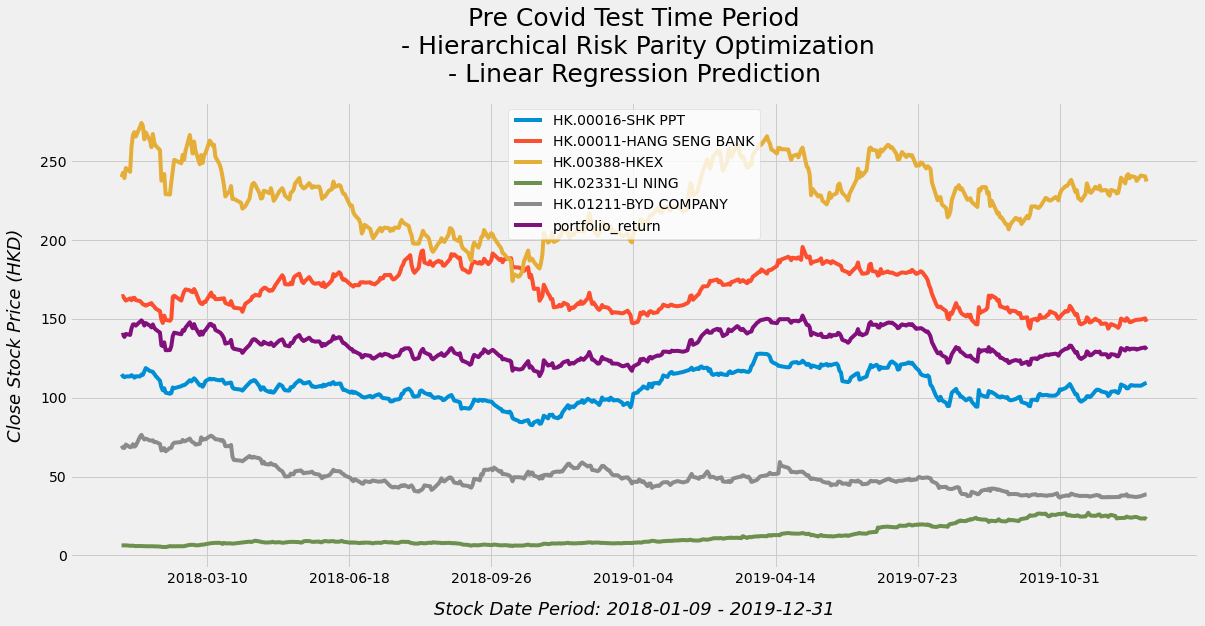 Pre Covid Test Time Period
- Hierarchical Risk Parity Optimization
- Linear Regression Prediction
HK.00016-SHK PPT
HK.00011-HANG SENG BANK
HK.00388-HKEX
HK.02331-LI NING
HK.01211-BYD COMPANY
portfolio_return
Close Stock Price (HKD)
250
200
150
100
50
0
2018-03-10 2018-06-18 2018-09-26 2019-01-04 2019-04-14 2019-07-23 2019-10-31
Stock Date Period: 2018-01-09 - 2019-12-31